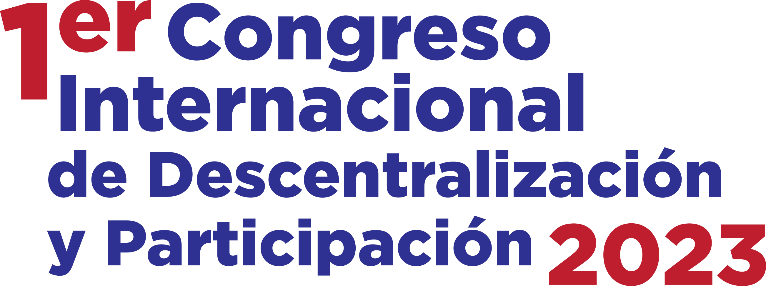 1er Congreso
Internacional
de Descentralización
y Participación 2023